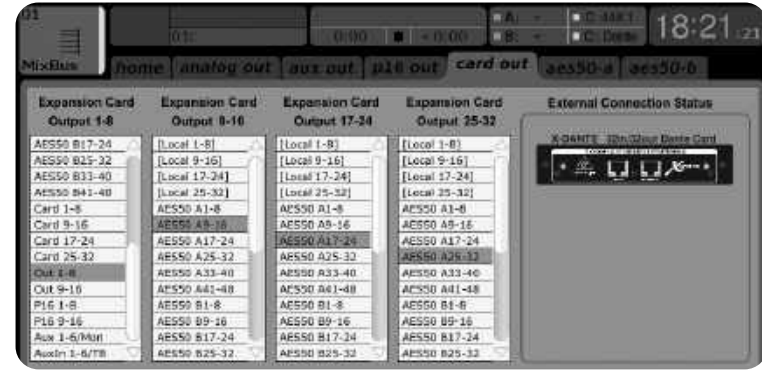 01
01:
0:00
A:
C: 48K1
18:21 :21
B:
C: Dante
MixBus
home
analog out
aux out
p16 out
card out
aes50-a
aes50-b
Expansion Card
Output 1-8
AES50 B17-24
AES50 B25-32
AES50 B33-40
AES50 B41-48
Card 1-8
Card 9-16
Card 17-24
Card 25-32
Out 1-8
Out 9-16
P16 1-8
P16 9-16
Aux 1-6/Mon
AuxIn 1-6/TB
Expansion Card
Output 9-16
[Local 1-8]
[Local 9-16]
[Local 17-24]
[Local 25-32]
AES50 A1-8
AES50 A9-16
AES50 A17-24
AES50 A25-32
AES50 A33-40
AES50 A41-48
AES50 B1-8
AES50 B9-16
AES50 B17-24
AES50 B25-32
Expansion Card
Output 17-24
[Local 1-8]
[Local 9-16]
[Local 17-24]
[Local 25-32]
AES50 A1-8
AES50 A9-16
AES50 A17-24
AES50 A25-32
AES50 A33-40
AES50 A41-48
AES50 B1-8
AES50 B9-16
AES50 B17-24
AES50 B25-32
Expansion Card
Output 25-32
[Local 1-8]
[Local 9-16]
[Local 17-24]
[Local 25-32]
AES50 A1-8
AES50 A9-16
AES50 A17-24
AES50 A25-32
AES50 A33-40
AES50 A41-48
AES50 B1-8
AES50 B9-16
AES50 B17-24
AES50 B25-32
External Connection Status
X-DANTE 32in/32out Dante Card